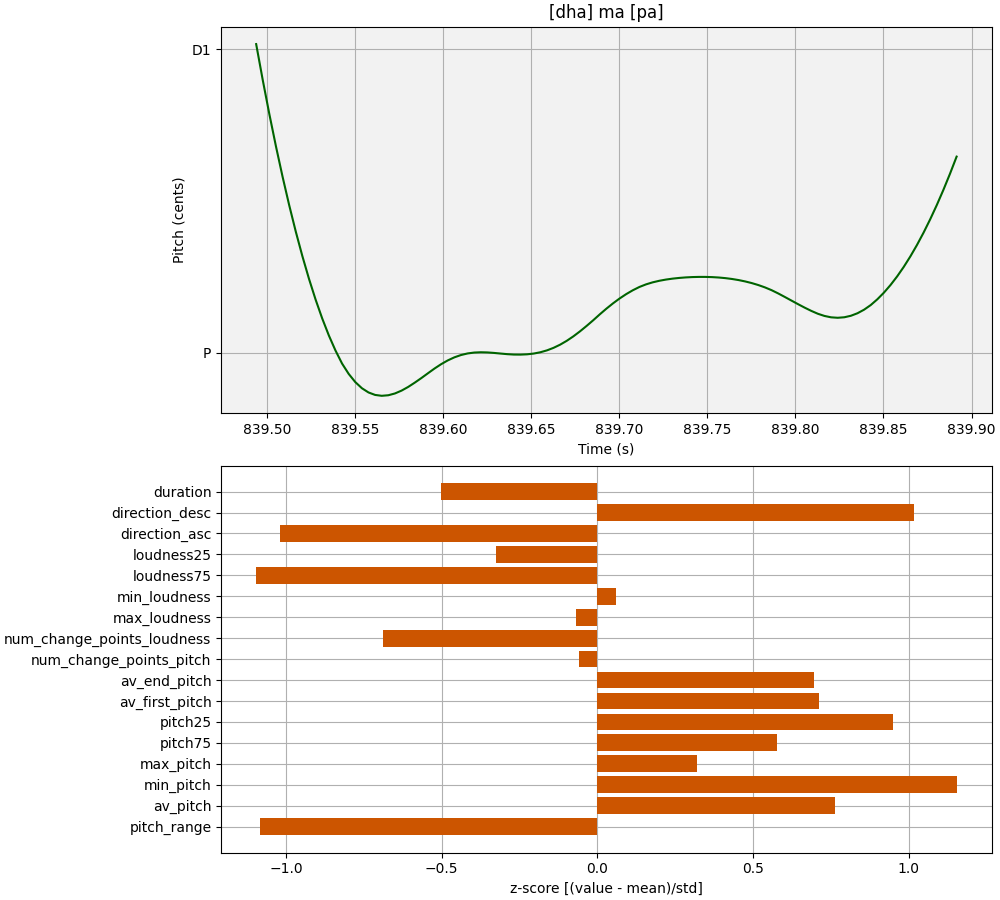 [dha] ma [pa]
D1
P
Pitch (cents)
839.50 839.55 839.60 839.65 839.70 839.75 839.80 839.85 839.90
Time (s)
duration
direction_desc
direction_asc
loudness25
loudness75
min_loudness
max_loudness
num_change_points_loudness
num_change_points_pitch
av_end_pitch
av_first_pitch
pitch25
pitch75
max_pitch
min_pitch
av_pitch
pitch_range
−1.0 −0.5 0.0 0.5 1.0
z-score [(value - mean)/std]